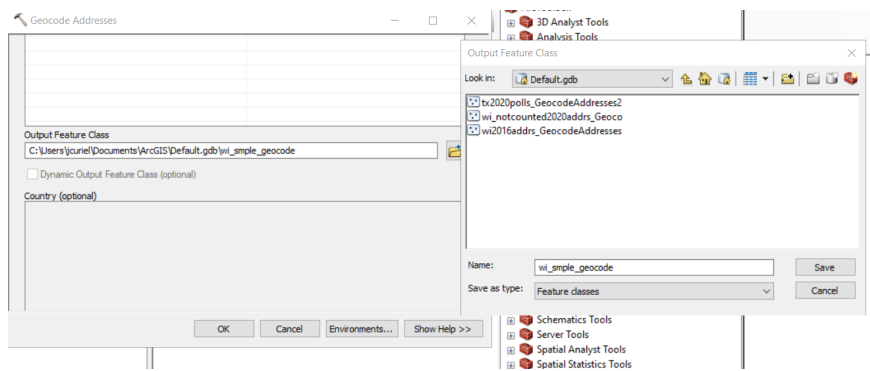 Geocode Addresses
Output Feature Class
C:\Users\jcuriel\Documents\ArcGIS\Default.gdb\wi_smple_geocode
Dynamic Output Feature Class (optional)
Country (optional)
OK
Cancel
Environments...
Show Help >>
3D Analyst Tools
Analysis Tools
Output Feature Class
Look in:
Default.gdb
tx2020polls_GeocodeAddresses2
wi_notcounted2020addrs_Geoco
wi2016addrs_GeocodeAddresses
Name:
wi_smple_geocode
Save
Save as type:
Feature classes
Cancel
Schematics Tools
Server Tools
Spatial Analyst Tools
Spatial Statistics Tools